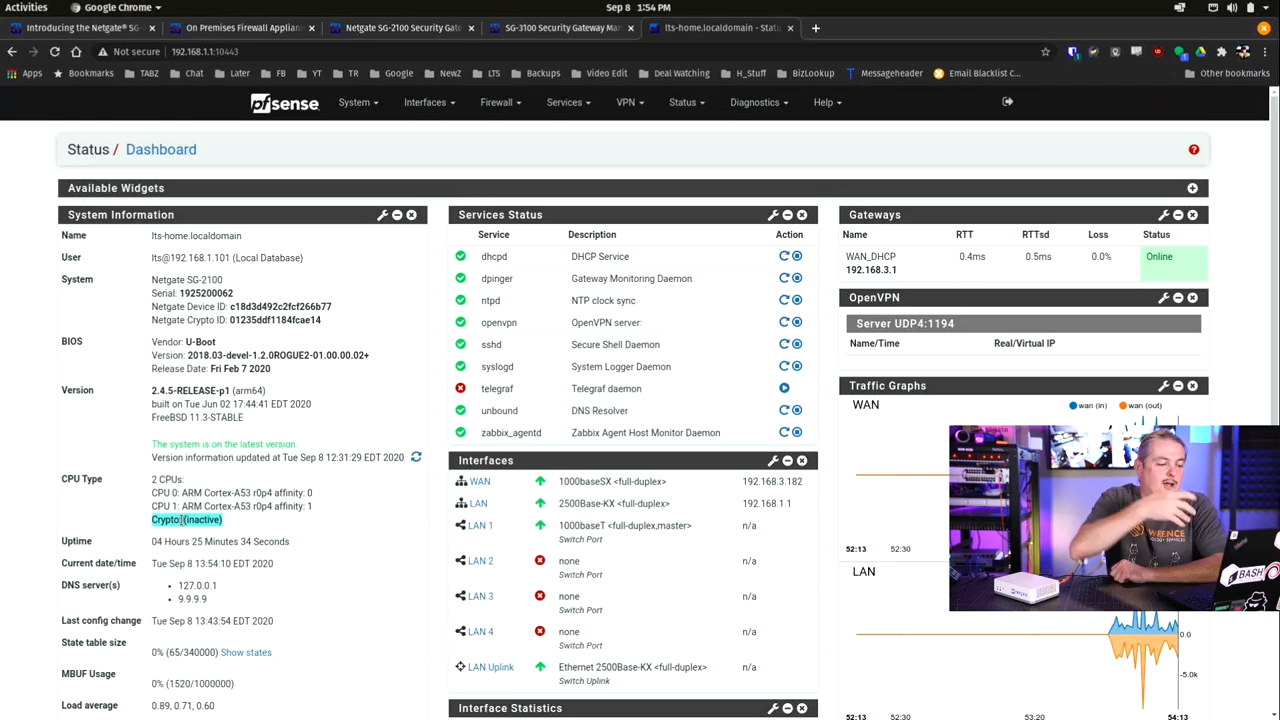 Activities
Google Chrome
Sep 8 1:54 PM
Introducing the Netgate® SG-
On Premises Firewall Applian
Netgate SG-2100 Security Gate
SG-3100 Security Gateway Ma
lts-home.localdomain - Statu
Not secure 192.168.1.1:10443
Apps Bookmarks TABZ Chat Later FB YT TR Google NewZ LTS Backups Video Edit Deal Watching H_Stuff BizLookup Messageheader Email Blacklist C... Other bookmarks
pfsense System Interfaces Firewall Services VPN Status Diagnostics Help
Status / Dashboard
Available Widgets
System Information
Name lts-home.localdomain
User lts@192.168.1.101 (Local Database)
System Netgate SG-2100
Serial: 1925200062
Netgate Device ID: c18d3d492c2fcf266b77
Netgate Crypto ID: 01235ddf1184fcae14
BIOS Vendor: U-Boot
Version: 2018.03-devel-1.2.0ROGUE2-01.00.00.02+
Release Date: Fri Feb 7 2020
Version 2.4.5-RELEASE-p1 (arm64)
built on Tue Jun 02 17:44:41 EDT 2020
FreeBSD 11.3-STABLE
The system is on the latest version.
Version information updated at Tue Sep 8 12:31:29 EDT 2020
CPU Type 2 CPUs:
CPU 0: ARM Cortex-A53 r0p4 affinity: 0
CPU 1: ARM Cortex-A53 r0p4 affinity: 1
Crypto: (inactive)
Uptime 04 Hours 25 Minutes 34 Seconds
Current date/time Tue Sep 8 13:54:10 EDT 2020
DNS server(s) 127.0.0.1
9.9.9.9
Last config change Tue Sep 8 13:43:54 EDT 2020
State table size
0% (65/340000) Show states
MBUF Usage
0% (1520/1000000)
Load average 0.89, 0.71, 0.60
Services Status
Service Description Action
dhcpd DHCP Service
dpinger Gateway Monitoring Daemon
ntpd NTP clock sync
openvpn OpenVPN server:
sshd Secure Shell Daemon
syslogd System Logger Daemon
telegraf Telegraf daemon
unbound DNS Resolver
zabbix_agentd Zabbix Agent Host Monitor Daemon
Interfaces
WAN 1000baseSX <full-duplex> 192.168.3.182
LAN 2500Base-KX <full-duplex> 192.168.1.1
LAN 1 1000baseT <full-duplex,master> n/a
Switch Port
LAN 2 none n/a
Switch Port
LAN 3 none n/a
Switch Port
LAN 4 none n/a
Switch Port
LAN Uplink Ethernet 2500Base-KX <full-duplex> n/a
Switch Uplink
Interface Statistics
Gateways
Name RTT RTTsd Loss Status
WAN_DHCP 0.4ms 0.5ms 0.0% Online
192.168.3.1
OpenVPN
Server UDP4:1194
Name/Time Real/Virtual IP
Traffic Graphs
WAN
wan (in) wan (out)
52:13 52:30
LAN
0.0
-5.0k
52:13 52:30 53:20 54:13
BASH